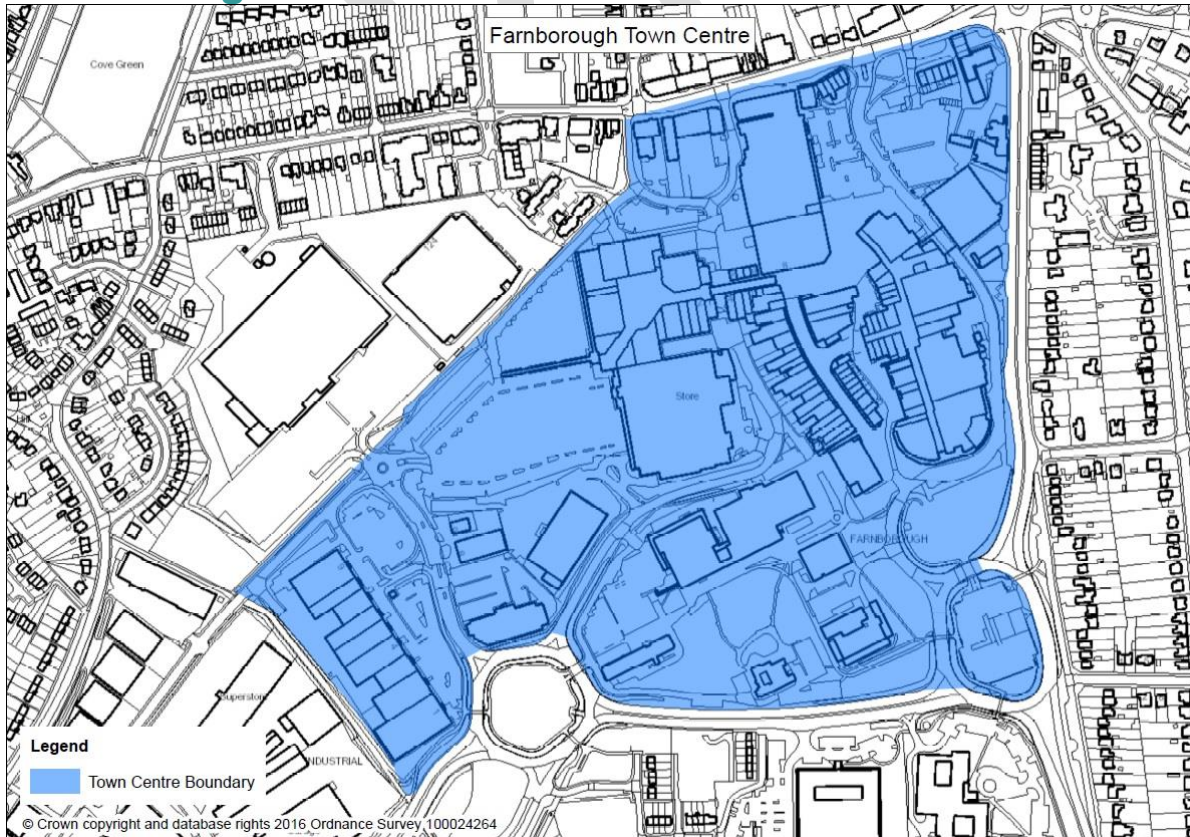 Farnborough Town Centre
Cove Green
Store
FARNBOROUGH
Superstore
NDUSTRIAL
Legend
Town Centre Boundary
© Crown copyright and database rights 2016 Ordnance Survey 100024264